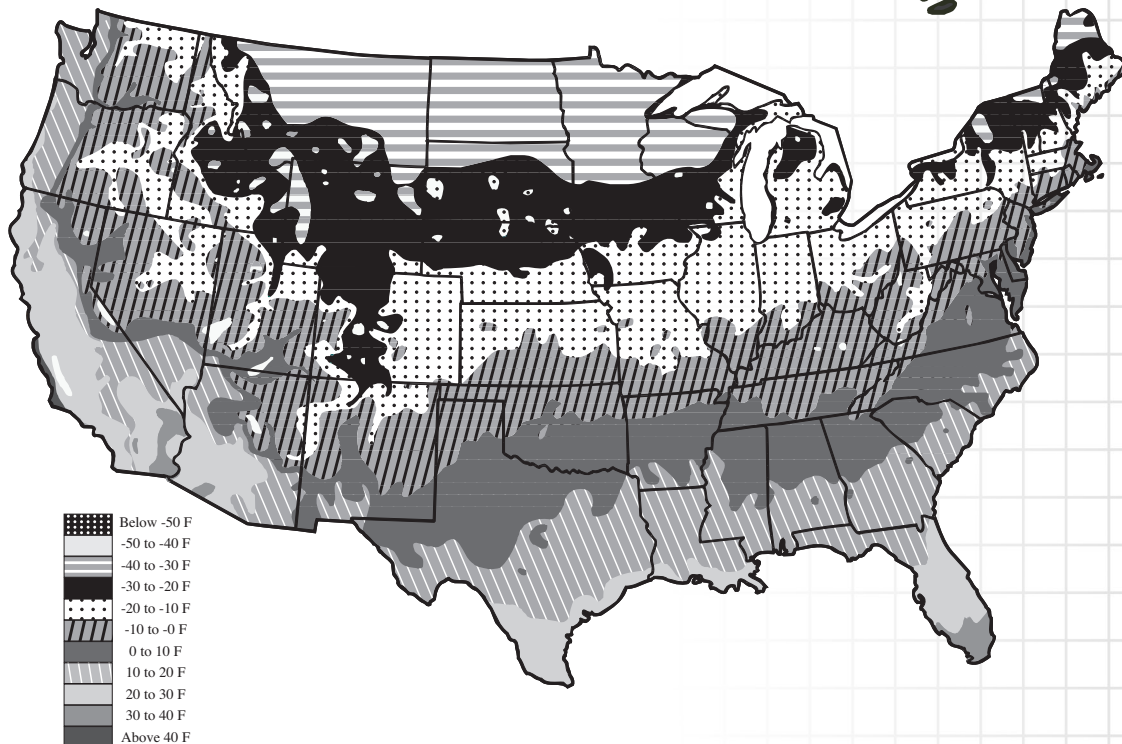 Below -50 F
-50 to -40 F
-40 to -30 F
-30 to -20 F
-20 to -10 F
-10 to -0 F
0 to 10 F
10 to 20 F
20 to 30 F
30 to 40 F
Above 40 F